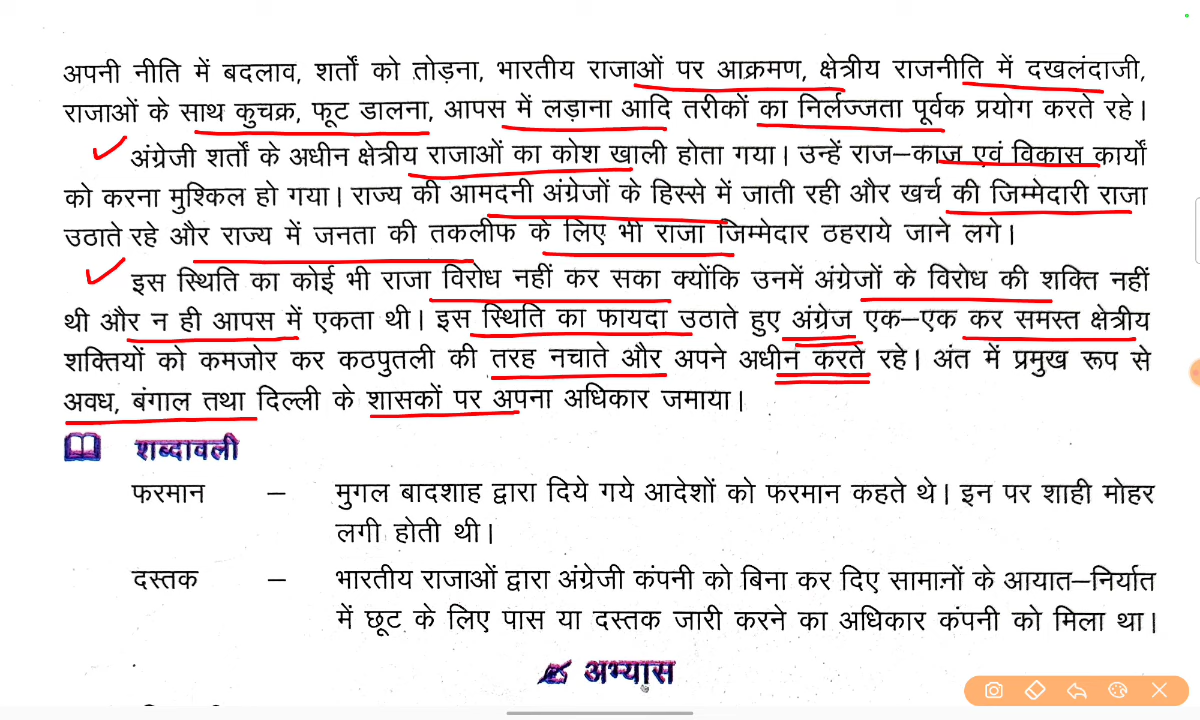 अपनी नीति में बदलाव, शर्तों को तोड़ना, भारतीय राजाओं पर आक्रमण, क्षेत्रीय राजनीति में दखलंदाजी,
राजाओं के साथ कुचक्र, फूट डालना, आपस में लड़ाना आदि तरीकों का निर्लज्जता पूर्वक प्रयोग करते रहे।
अंग्रेजी शर्तों के अधीन क्षेत्रीय राजाओं का कोश खाली होता गया। उन्हें राज–काज एवं विकास कार्यों
को करना मुश्किल हो गया। राज्य की आमदनी अंग्रेजों के हिस्से में जाती रही और खर्च की जिम्मेदारी राजा
उठाते रहे और राज्य में जनता की तकलीफ के लिए भी राजा जिम्मेदार ठहराये जाने लगे।
इस स्थिति का कोई भी राजा विरोध नहीं कर सका क्योंकि उनमें अंग्रेजों के विरोध की शक्ति नहीं
थी और न ही आपस में एकता थी। इस स्थिति का फायदा उठाते हुए अंग्रेज एक–एक कर समस्त क्षेत्रीय
शक्तियों को कमजोर कर कठपुतली की तरह नचाते और अपने अधीन करते रहे। अंत में प्रमुख रूप से
अवध, बंगाल तथा दिल्ली के शासकों पर अपना अधिकार जमाया।
शब्दावली
फरमान – मुगल बादशाह द्वारा दिये गये आदेशों को फरमान कहते थे। इन पर शाही मोहर
लगी होती थी।
दस्तक – भारतीय राजाओं द्वारा अंग्रेजी कंपनी को बिना कर दिए सामानों के आयात–निर्यात
में छूट के लिए पास या दस्तक जारी करने का अधिकार कंपनी को मिला था।
अभ्यास